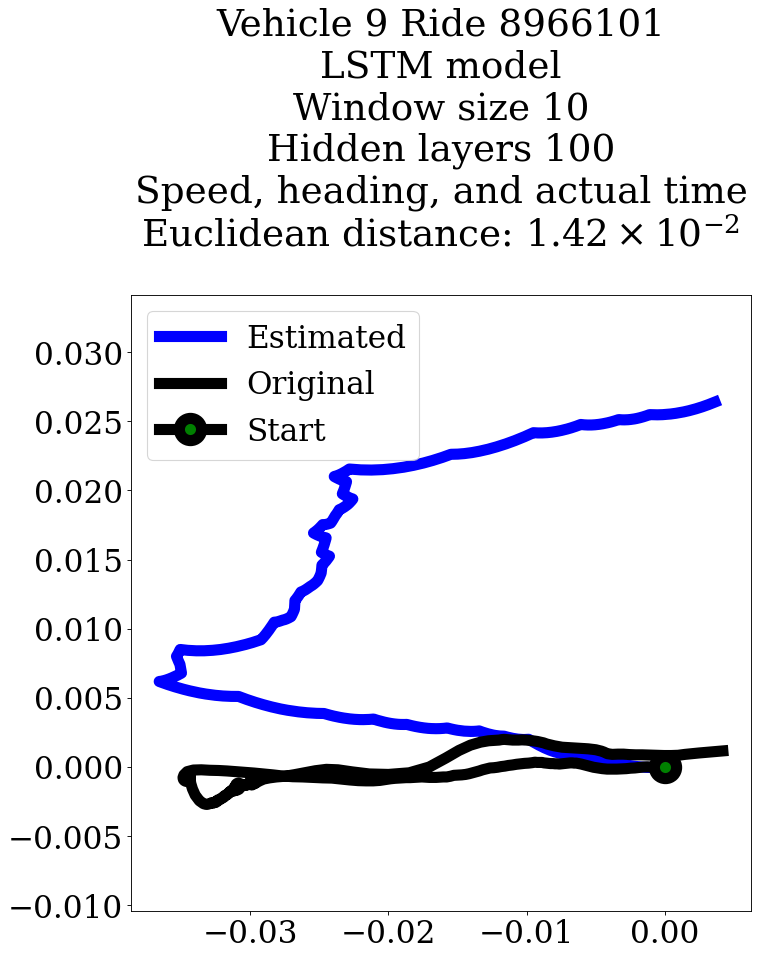 Vehicle 9 Ride 8966101
LSTM model
Window size 10
Hidden layers 100
Speed, heading, and actual time
Euclidean distance: 1.42 × 10⁻²
Estimated
Original
Start
0.030
0.025
0.020
0.015
0.010
0.005
0.000
−0.005
−0.010
−0.03 −0.02 −0.01 0.00